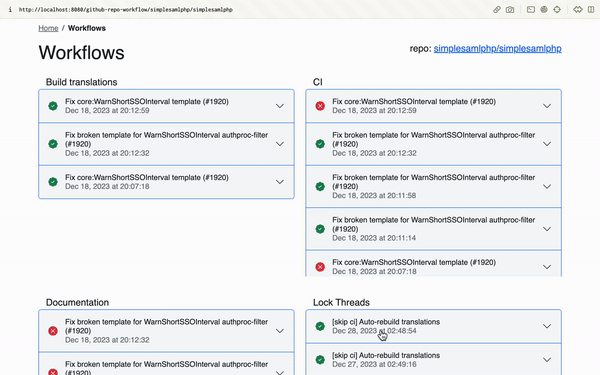 http://localhost:8080/github-repo-workflow/simplesamlphp/simplesamlphp
Home / Workflows
Workflows
repo: simplesamlphp/simplesamlphp
Build translations
Fix core:WarnShortSSOInterval template (#1920)
Dec 18, 2023 at 20:12:59
Fix broken template for WarnShortSSOInterval authproc-filter
(#1920)
Dec 18, 2023 at 20:12:32
Fix core:WarnShortSSOInterval template (#1920)
Dec 18, 2023 at 20:07:18
CI
Fix core:WarnShortSSOInterval template (#1920)
Dec 18, 2023 at 20:12:59
Fix broken template for WarnShortSSOInterval authproc-filter
(#1920)
Dec 18, 2023 at 20:12:32
Fix broken template for WarnShortSSOInterval authproc-filter
(#1920)
Dec 18, 2023 at 20:11:58
Fix broken template for WarnShortSSOInterval authproc-filter
(#1920)
Dec 18, 2023 at 20:11:14
Fix core:WarnShortSSOInterval template (#1920)
Dec 18, 2023 at 20:07:18
Documentation
Fix broken template for WarnShortSSOInterval authproc-filter
(#1920)
Dec 18, 2023 at 20:12:32
Fix broken template for WarnShortSSOInterval authproc-filter
(#1920)
Lock Threads
[skip ci] Auto-rebuild translations
Dec 28, 2023 at 02:48:54
[skip ci] Auto-rebuild translations
Dec 27, 2023 at 02:49:16